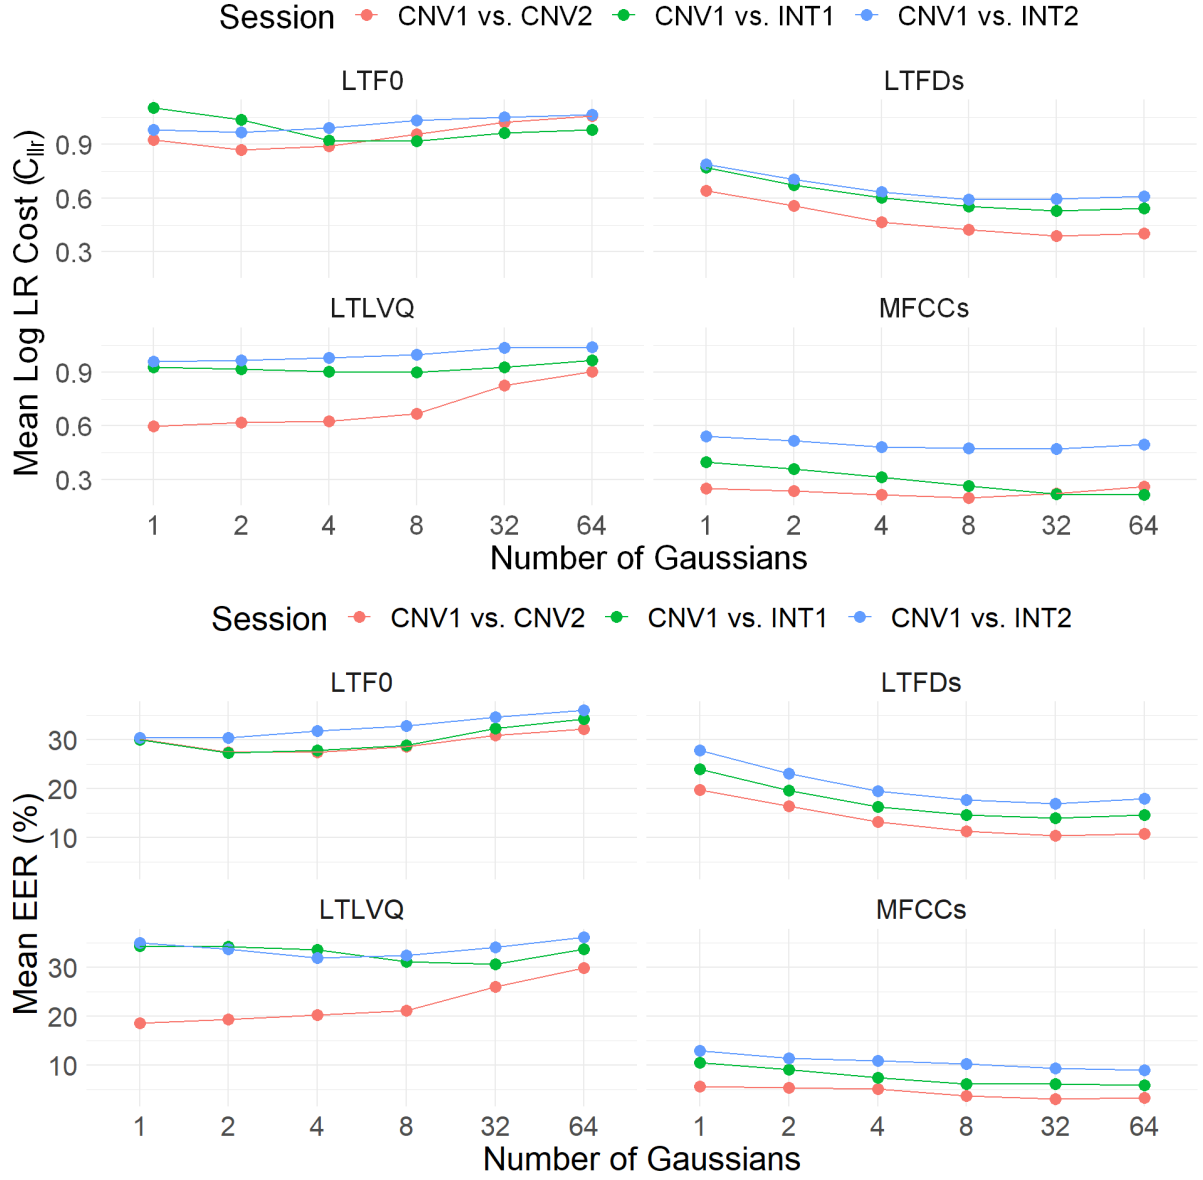 Session CNV1 vs. CNV2 CNV1 vs. INT1 CNV1 vs. INT2
LTF0 LTFDs
0.9
0.6
0.3
LTLVQ MFCCs
0.9
0.6
0.3
Mean Log LR Cost (Cllr)
1 2 4 8 32 64 1 2 4 8 32 64
Number of Gaussians
Session CNV1 vs. CNV2 CNV1 vs. INT1 CNV1 vs. INT2
LTF0 LTFDs
30
20
10
LTLVQ MFCCs
30
20
10
Mean EER (%)
1 2 4 8 32 64 1 2 4 8 32 64
Number of Gaussians